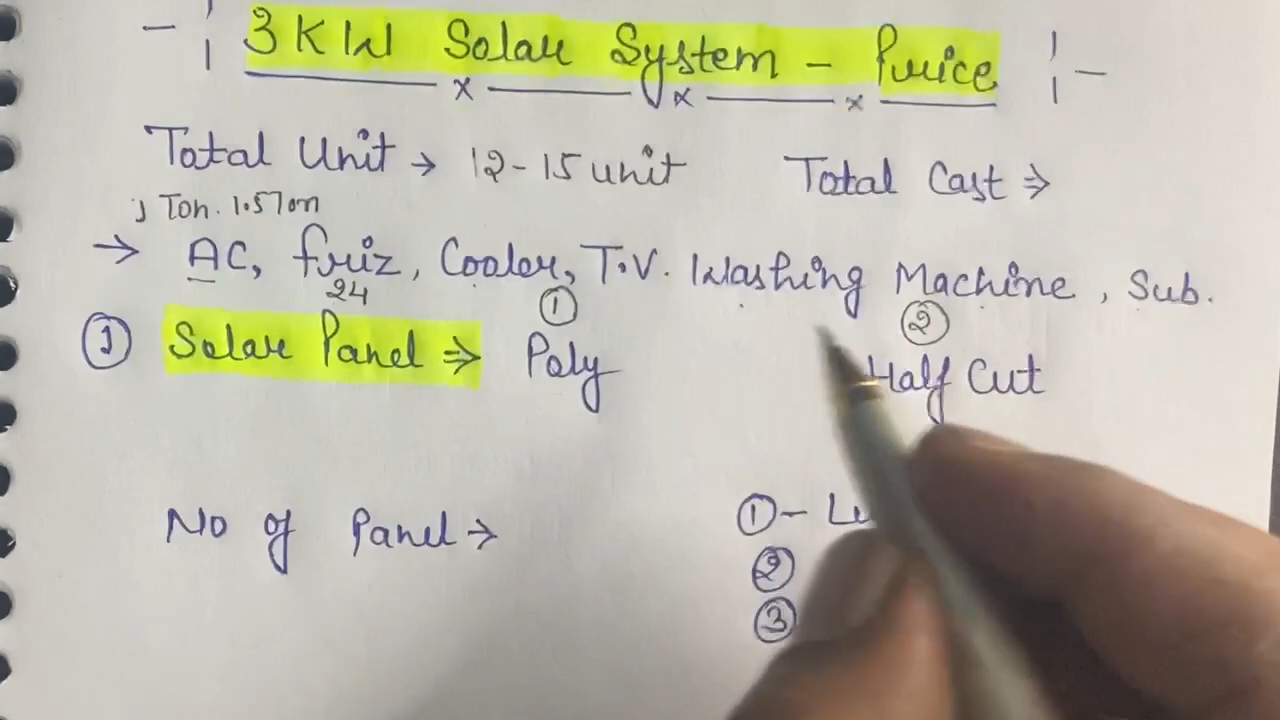 3 KW Solar System - Price
Total Unit → 12-15 unit
Total Cast ⇒
1 Ton. 1.5 Ton
→ AC, friz, Cooler, T.V. Washing Machine, Sub.
24
① Solar Panel ⇒ ① Poly ② Half Cut
No of Panel →
① -
②
③